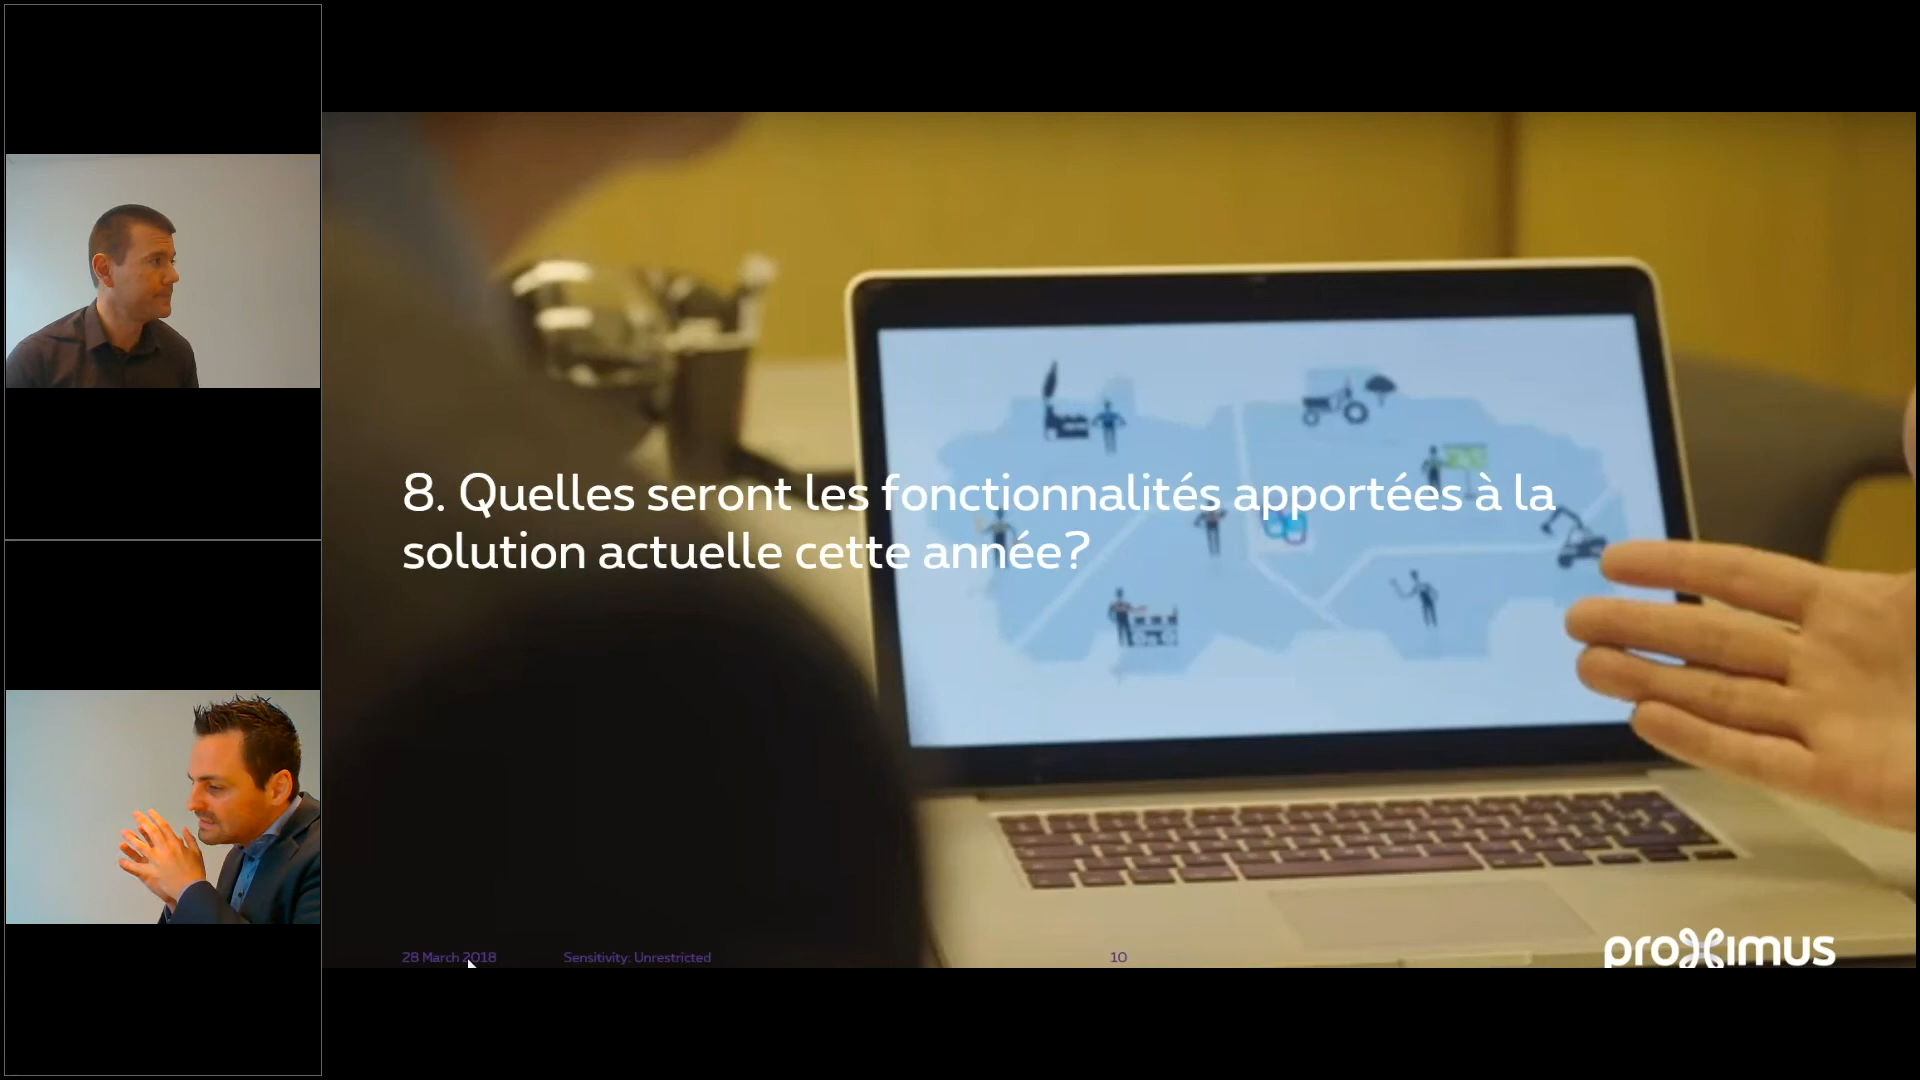 8. Quelles seront les fonctionnalités apportées à la
solution actuelle cette année?
28 March 2018 Sensitivity: Unrestricted 10
proximus